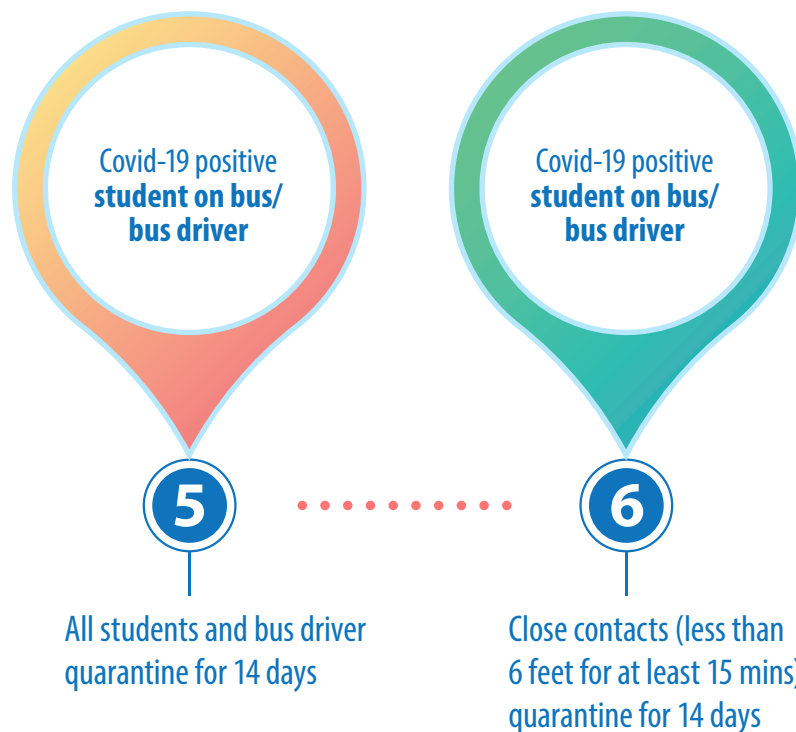 Covid-19 positive
student on bus/
bus driver
5
All students and bus driver
quarantine for 14 days
Covid-19 positive
student on bus/
bus driver
6
Close contacts (less than
6 feet for at least 15 mins)
quarantine for 14 days